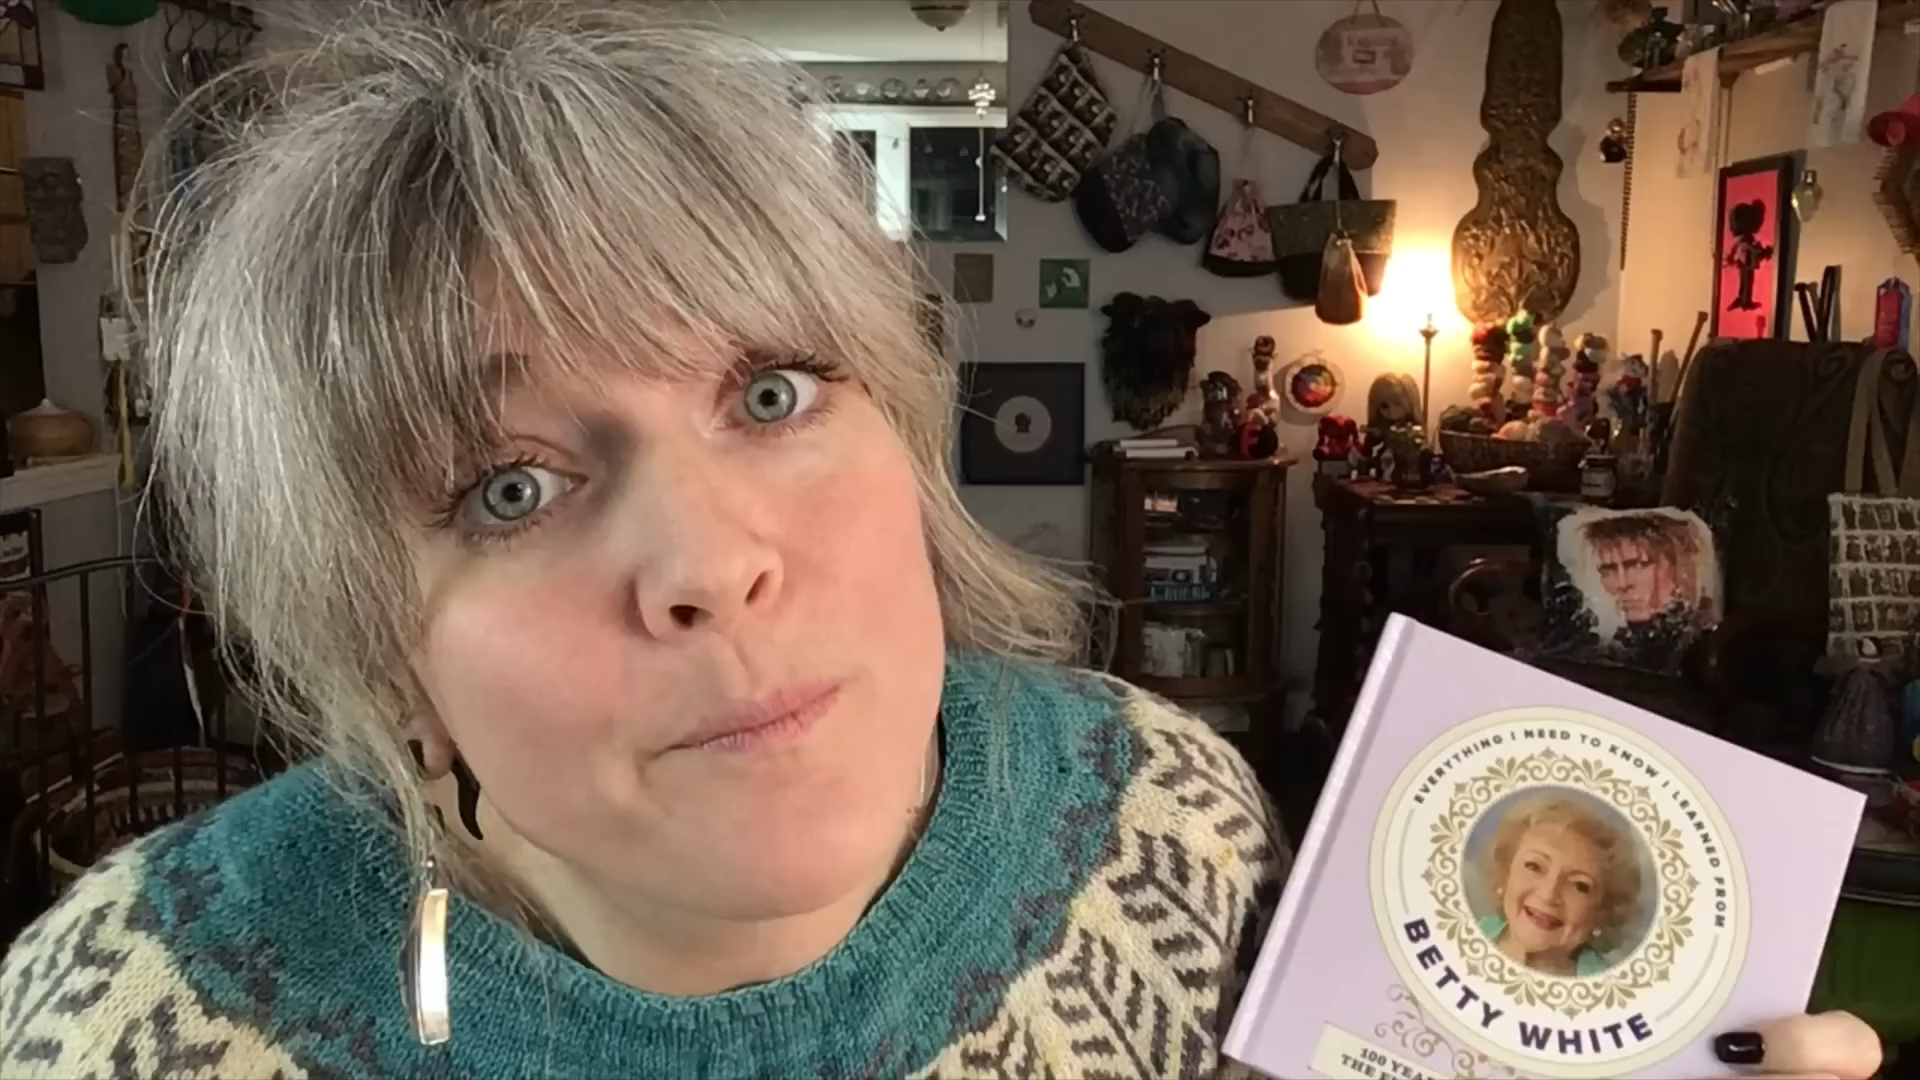 EVERYTHING I NEED TO KNOW I LEARNED FROM
BETTY WHITE
100 YEA
THE